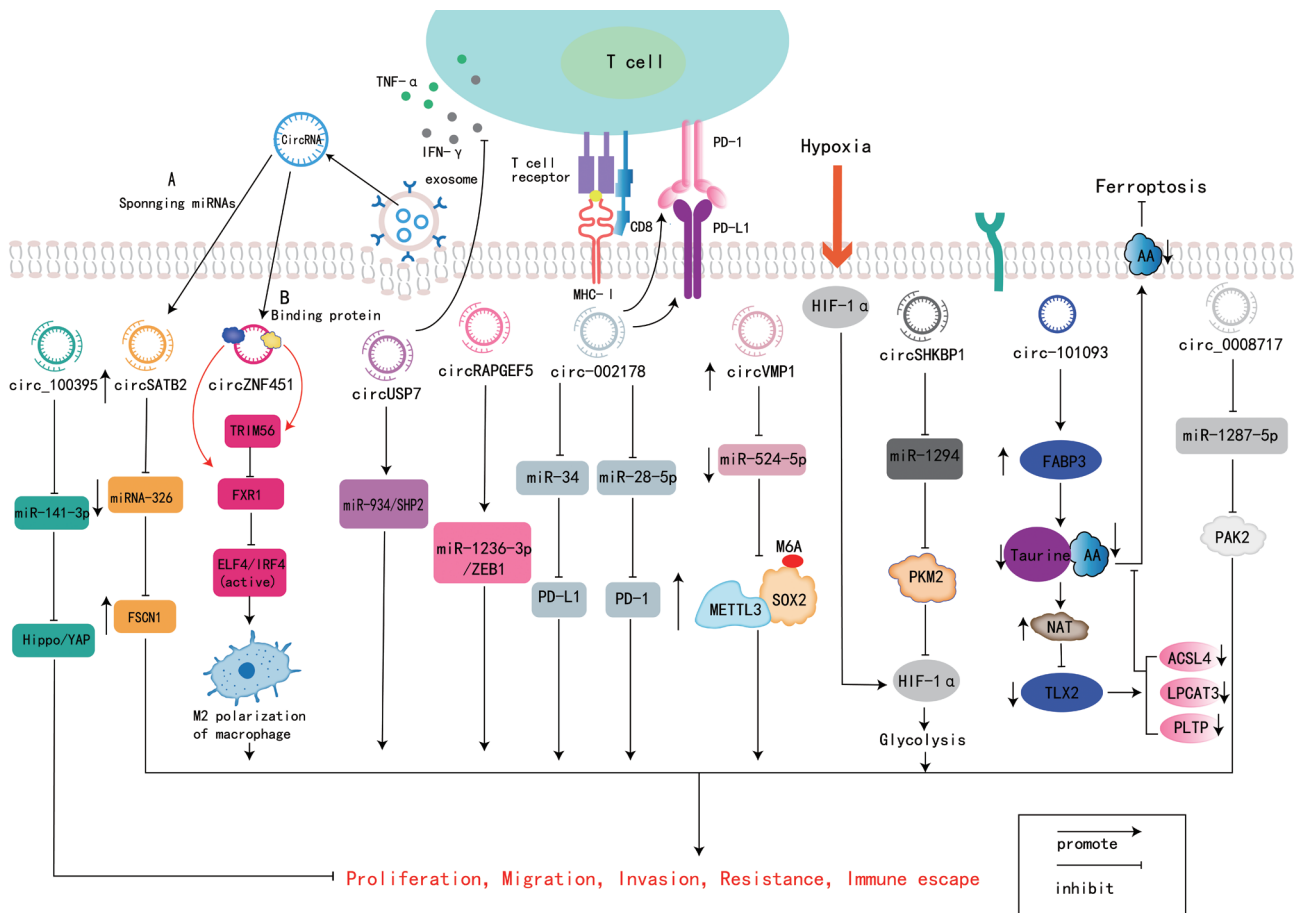 T cell
TNF-α
CircRNA
IFN-γ
exosome
T cell
receptor
PD-1
Hypoxia
A
Sponnging miRNAs
CD8
PD-L1
Ferroptosis
AA
MHC-I
B
Binding protein
HIF-1α
circ_100395
circSATB2
circZNF451
circUSP7
circRAPGEF5
circ-002178
circVMP1
circSHKBP1
circ-101093
circ_0008717
TRIM56
miR-1287-5p
miR-34
miR-28-5p
miR-524-5p
miR-1294
FABP3
miR-141-3p
miRNA-326
FXR1
miR-934/SHP2
miR-1236-3p
/ZEB1
M6A
PAK2
Taurine
AA
ELF4/IRF4
(active)
PD-L1
PD-1
METTL3
SOX2
PKM2
NAT
Hippo/YAP
FSCN1
HIF-1α
TLX2
ACSL4
LPCAT3
PLTP
M2 polarization
of macrophage
Glycolysis
promote
inhibit
Proliferation, Migration, Invasion, Resistance, Immune escape